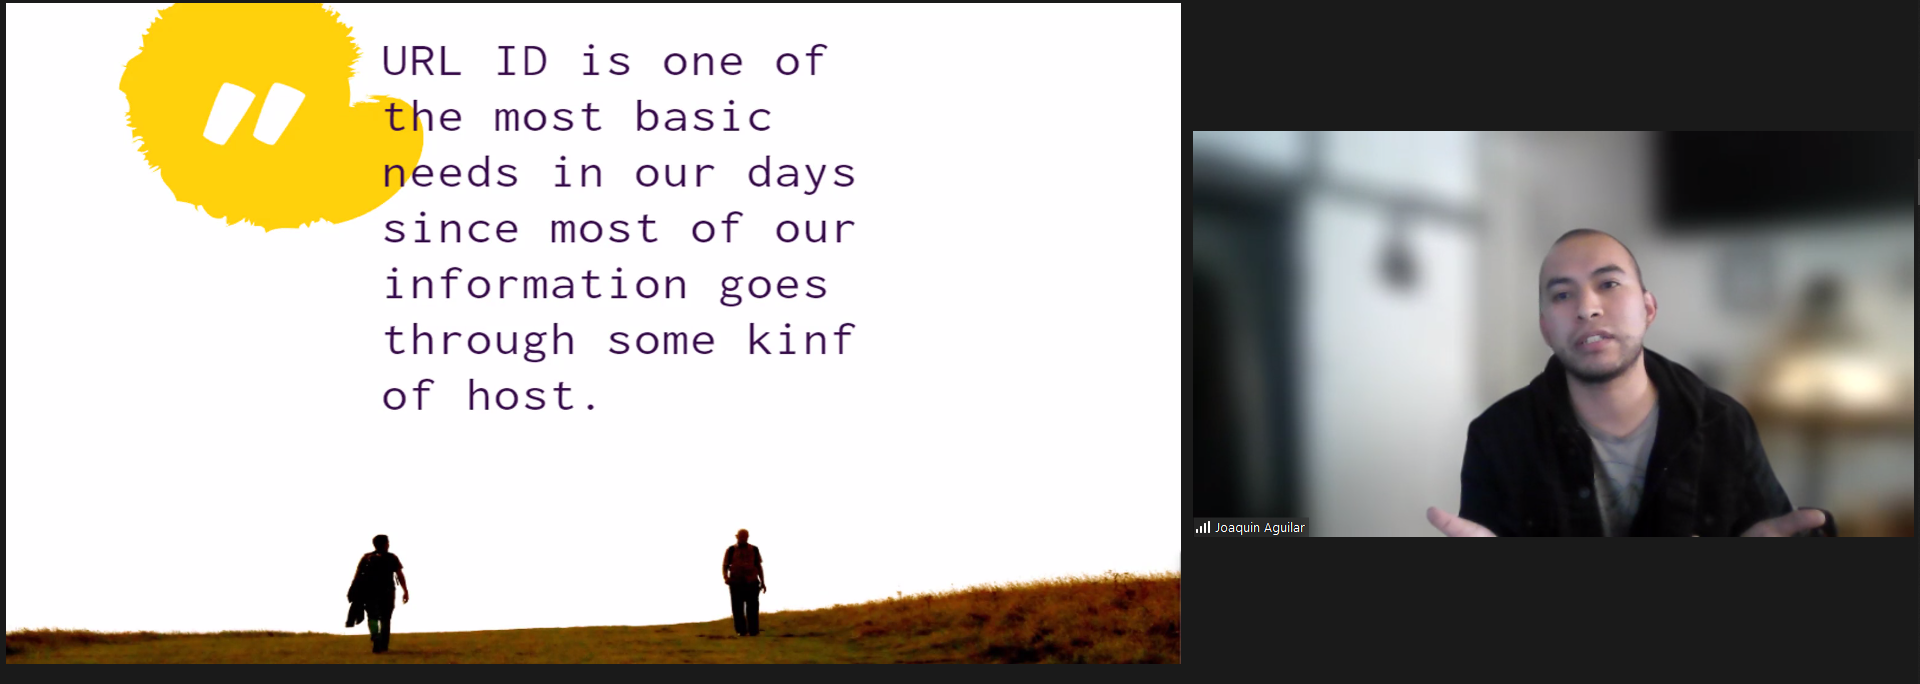 URL ID is one of
the most basic
needs in our days
since most of our
information goes
through some kinf
of host.
Joaquin Aguilar